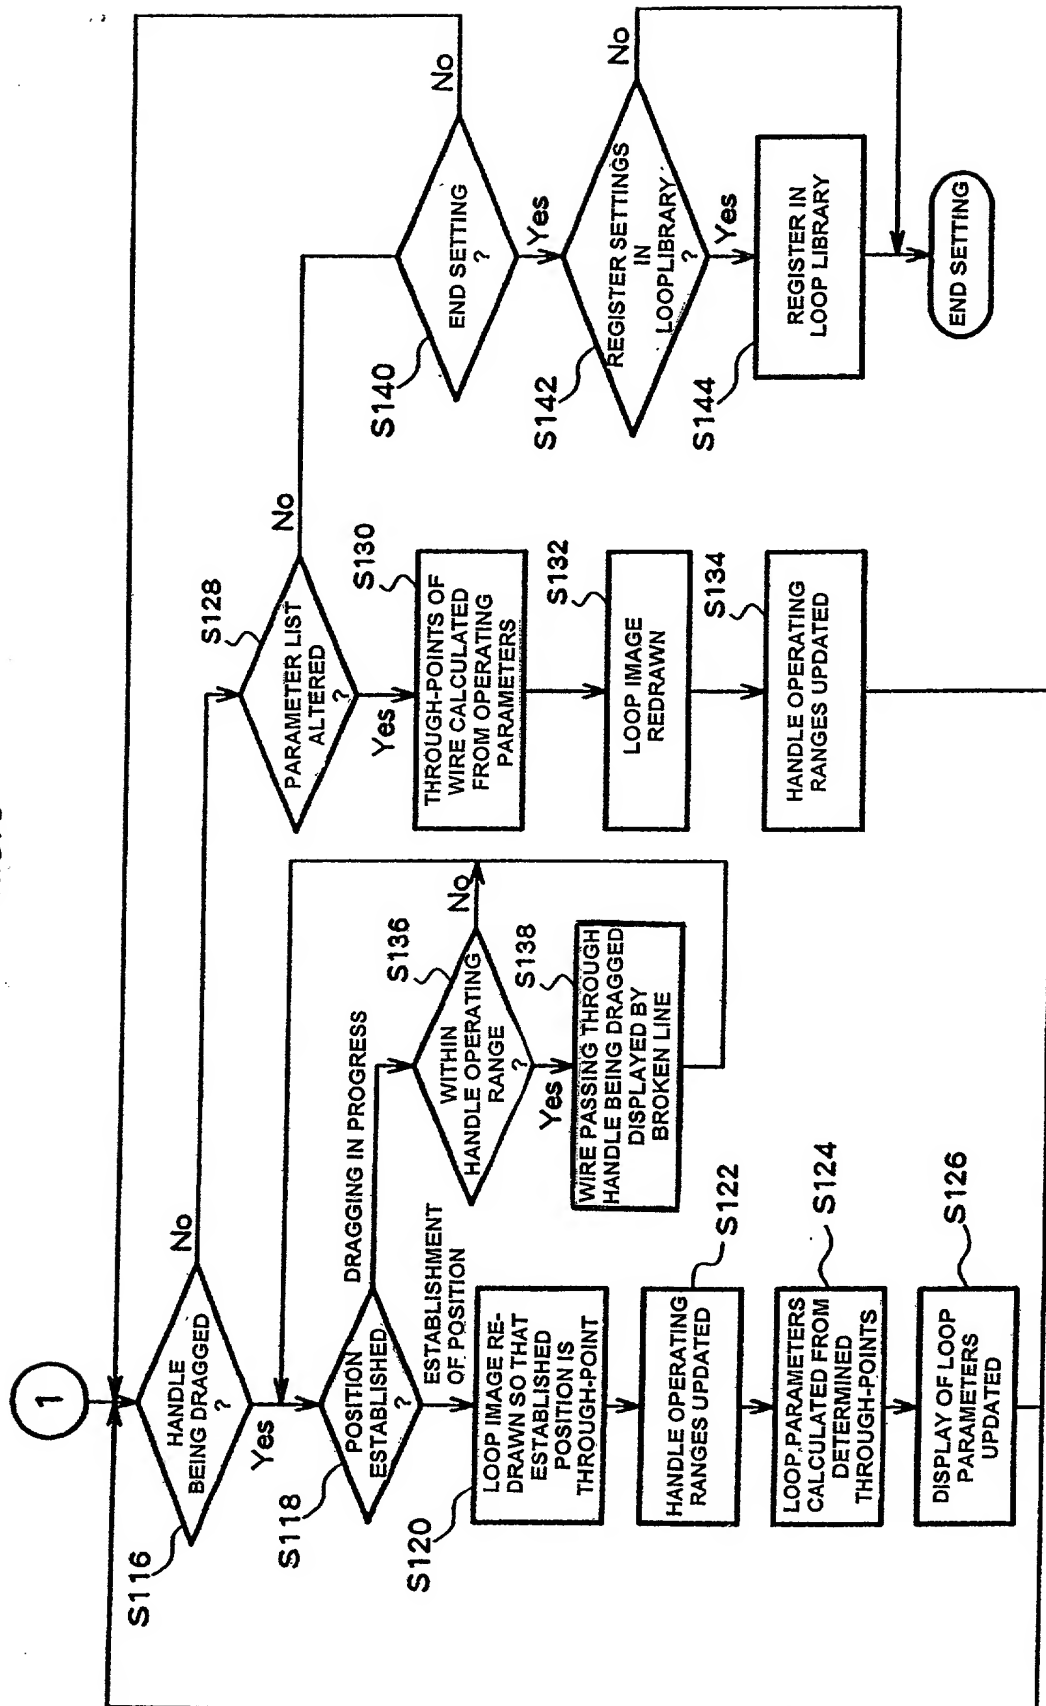 1
S116
HANDLE
BEING DRAGGED
?
No
Yes
S118
POSITION
ESTABLISHED
?
DRAGGING IN PROGRESS
ESTABLISHMENT
OF POSITION
S120
LOOP IMAGE RE-
DRAWN SO THAT
ESTABLISHED
POSITION IS
THROUGH-POINT
S122
HANDLE OPERATING
RANGES UPDATED
S124
LOOP PARAMETERS
CALCULATED FROM
DETERMINED
THROUGH-POINTS
S126
DISPLAY OF LOOP
PARAMETERS
UPDATED
S136
WITHIN
HANDLE OPERATING
RANGE
?
No
Yes
S138
WIRE PASSING THROUGH
HANDLE BEING DRAGGED
DISPLAYED BY
BROKEN LINE
S128
PARAMETER LIST
ALTERED
?
No
Yes
S130
THROUGH-POINTS OF
WIRE CALCULATED
FROM OPERATING
PARAMETERS
S132
LOOP IMAGE
REDRAWN
S134
HANDLE OPERATING
RANGES UPDATED
S140
END SETTING
?
No
Yes
S142
REGISTER SETTINGS
IN
LOOPLIBRARY
?
No
Yes
S144
REGISTER IN
LOOP LIBRARY
END SETTING